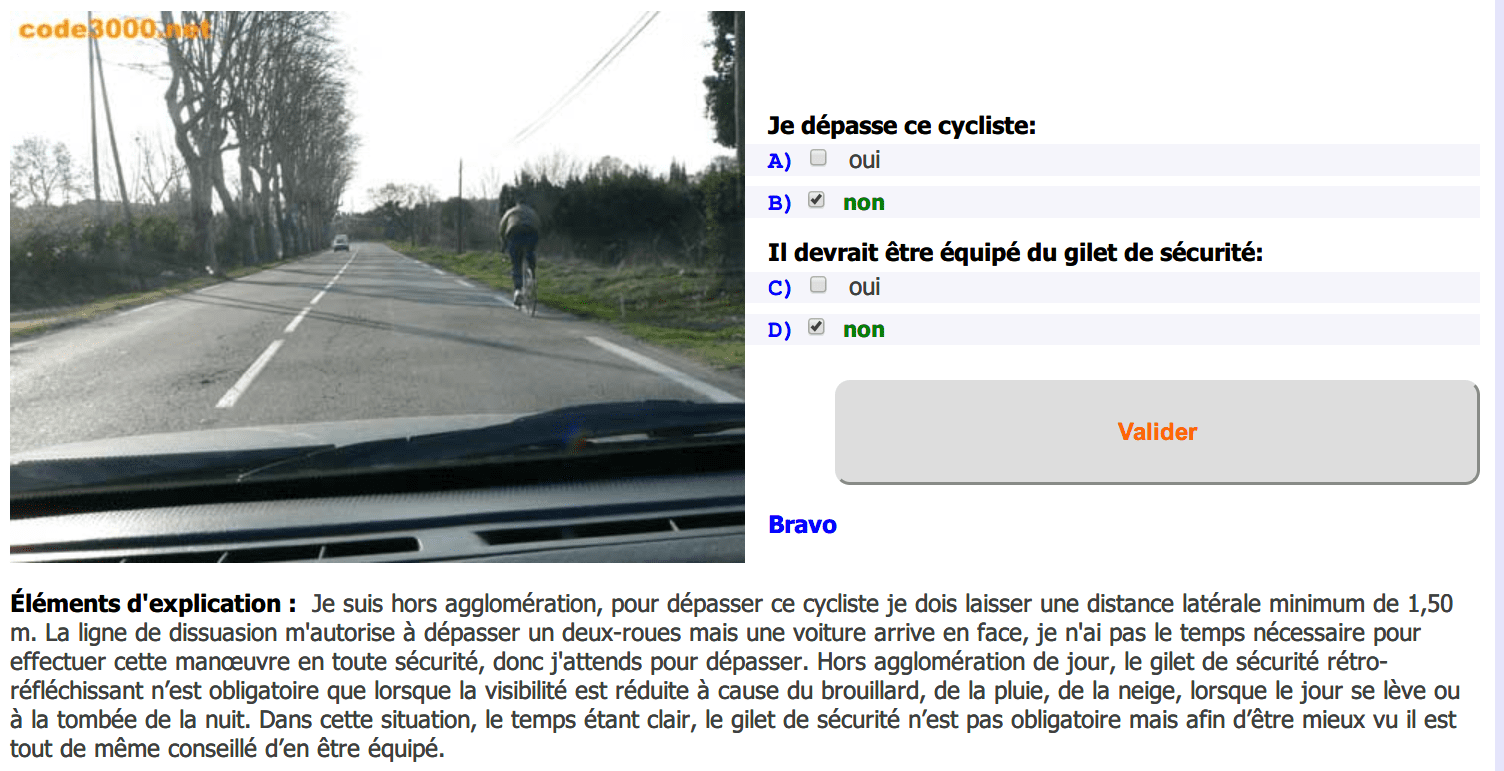 code3000.net
Je dépasse ce cycliste:
A) oui
B) non
Il devrait être équipé du gilet de sécurité:
C) oui
D) non
Valider
Bravo
Éléments d'explication : Je suis hors agglomération, pour dépasser ce cycliste je dois laisser une distance latérale minimum de 1,50
m. La ligne de dissuasion m'autorise à dépasser un deux-roues mais une voiture arrive en face, je n'ai pas le temps nécessaire pour
effectuer cette manœuvre en toute sécurité, donc j'attends pour dépasser. Hors agglomération de jour, le gilet de sécurité rétro-
réfléchissant n’est obligatoire que lorsque la visibilité est réduite à cause du brouillard, de la pluie, de la neige, lorsque le jour se lève ou
à la tombée de la nuit. Dans cette situation, le temps étant clair, le gilet de sécurité n’est pas obligatoire mais afin d’être mieux vu il est
tout de même conseillé d’en être équipé.